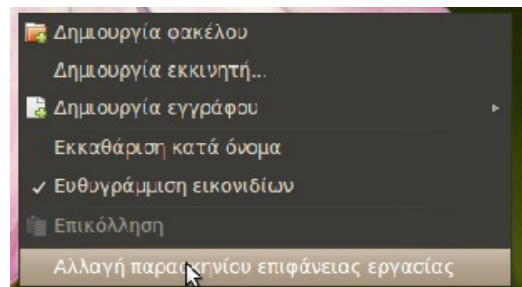 Δημιουργία φακέλου
Δημιουργία εκκινητή...
Δημιουργία εγγράφου
Εκκαθάριση κατά όνομα
Ευθυγράμμιση εικονιδίων
Επικόλληση
Αλλαγή παρασκηνίου επιφάνειας εργασίας